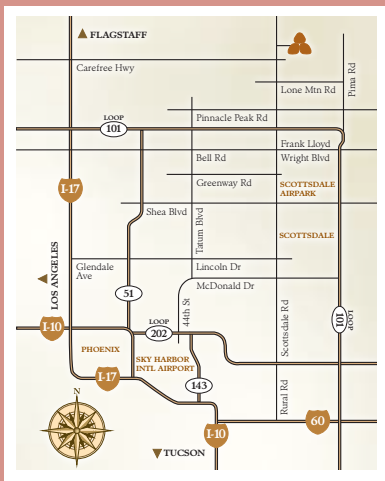 FLAGSTAFF
Carefree Hwy
Pima Rd
Lone Mtn Rd
Pinnacle Peak Rd
LOOP
101
Frank Lloyd
Wright Blvd
Bell Rd
I-17
Greenway Rd
SCOTTSDALE
AIRPARK
Shea Blvd
Tatum Blvd
SCOTTSDALE
LOS ANGELES
Glendale
Ave
Lincoln Dr
McDonald Dr
51
44th St
Scottsdale Rd
101
LOOP
I-10
LOOP
202
PHOENIX
SKY HARBOR
INTL AIRPORT
I-17
143
Rural Rd
N
I-10
60
TUCSON